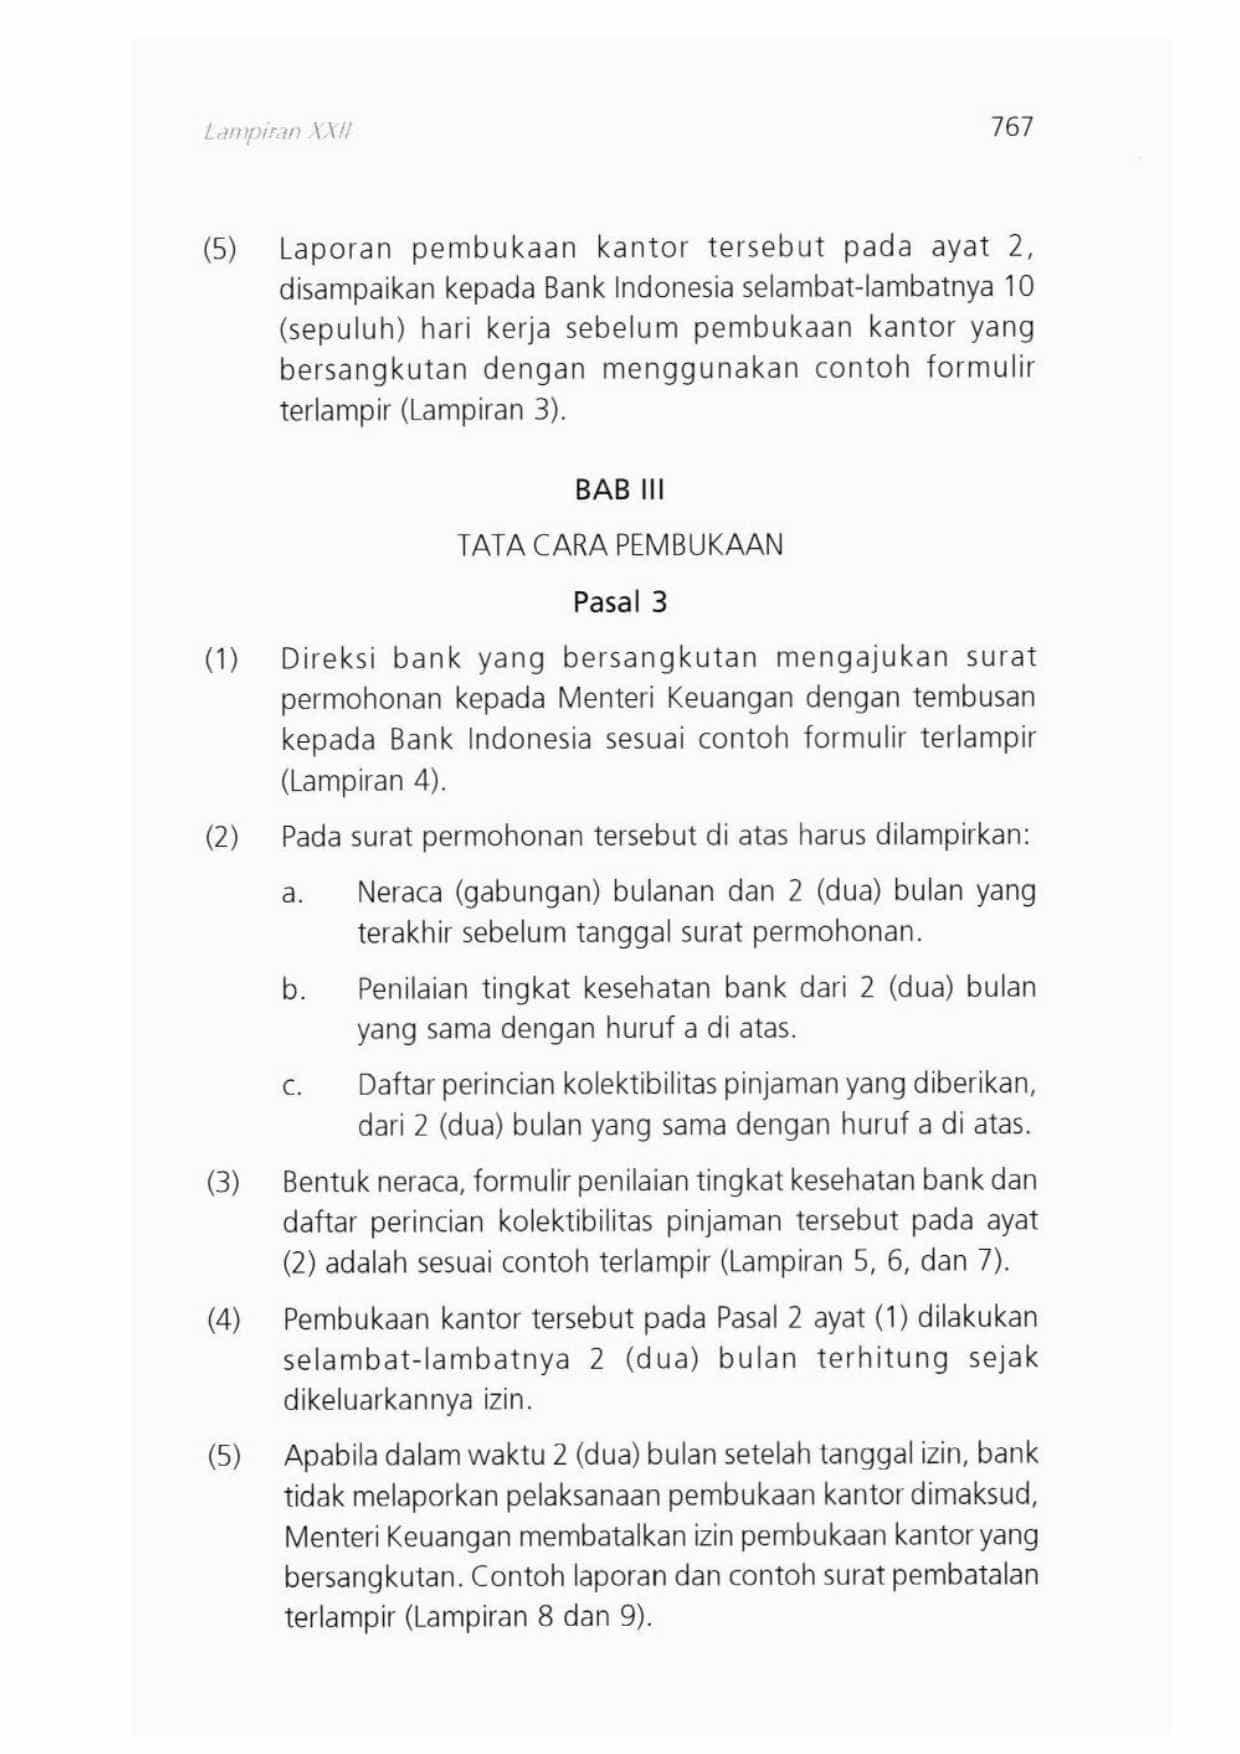 Lampiran XXII
767
(5) Laporan pembukaan kantor tersebut pada ayat 2,
disampaikan kepada Bank Indonesia selambat-lambatnya 10
(sepuluh) hari kerja sebelum pembukaan kantor yang
bersangkutan dengan menggunakan contoh formulir
terlampir (Lampiran 3).
BAB III
TATA CARA PEMBUKAAN
Pasal 3
(1) Direksi bank yang bersangkutan mengajukan surat
permohonan kepada Menteri Keuangan dengan tembusan
kepada Bank Indonesia sesuai contoh formulir terlampir
(Lampiran 4).
(2) Pada surat permohonan tersebut di atas harus dilampirkan:
a. Neraca (gabungan) bulanan dan 2 (dua) bulan yang
terakhir sebelum tanggal surat permohonan.
b. Penilaian tingkat kesehatan bank dari 2 (dua) bulan
yang sama dengan huruf a di atas.
c. Daftar perincian kolektibilitas pinjaman yang diberikan,
dari 2 (dua) bulan yang sama dengan huruf a di atas.
(3) Bentuk neraca, formulir penilaian tingkat kesehatan bank dan
daftar perincian kolektibilitas pinjaman tersebut pada ayat
(2) adalah sesuai contoh terlampir (Lampiran 5, 6, dan 7).
(4) Pembukaan kantor tersebut pada Pasal 2 ayat (1) dilakukan
selambat-lambatnya 2 (dua) bulan terhitung sejak
dikeluarkannya izin.
(5) Apabila dalam waktu 2 (dua) bulan setelah tanggal izin, bank
tidak melaporkan pelaksanaan pembukaan kantor dimaksud,
Menteri Keuangan membatalkan izin pembukaan kantor yang
bersangkutan. Contoh laporan dan contoh surat pembatalan
terlampir (Lampiran 8 dan 9).